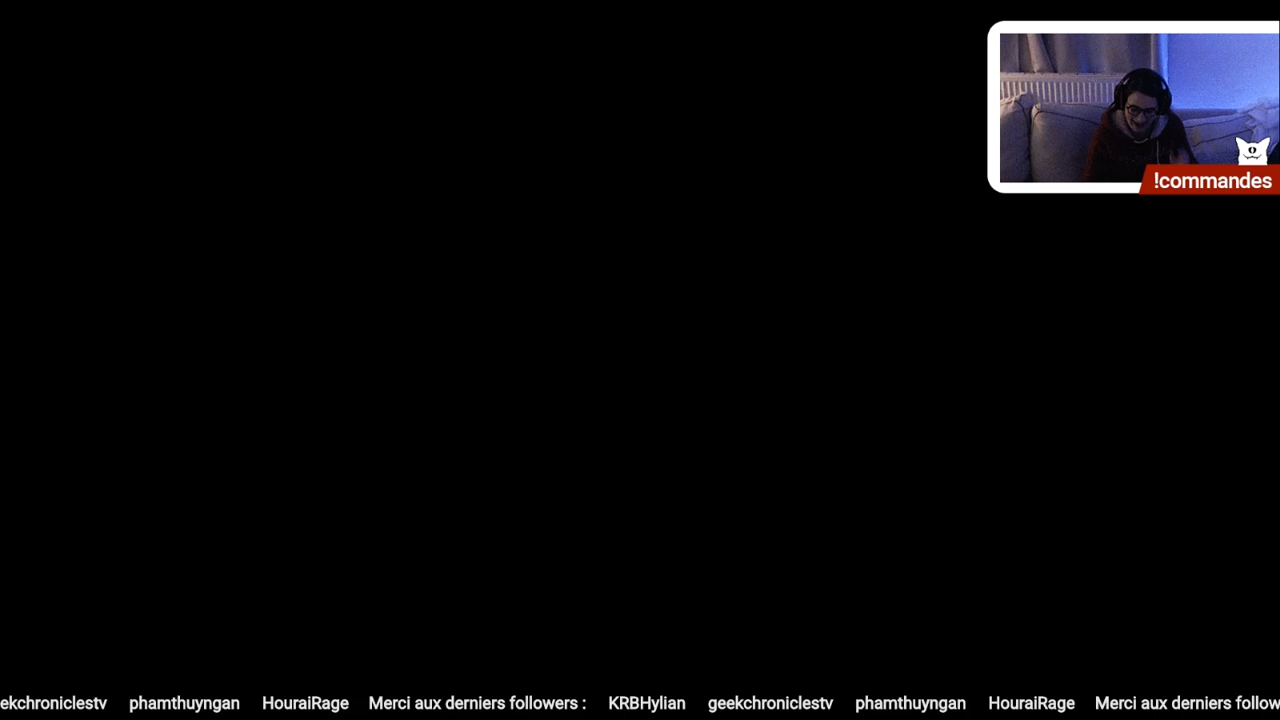 !commandes
ekchroniclestv phamthuyngan HouraiRage Merci aux derniers followers : KRBHylian geekchroniclestv phamthuyngan HouraiRage Merci aux derniers follow